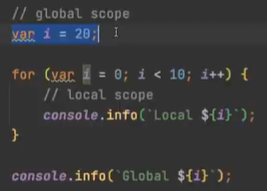 // global scope
var i = 20;
for (var i = 0; i < 10; i++) {
// local scope
console.info(`Local ${i}`);
}
console.info(`Global ${i}`);